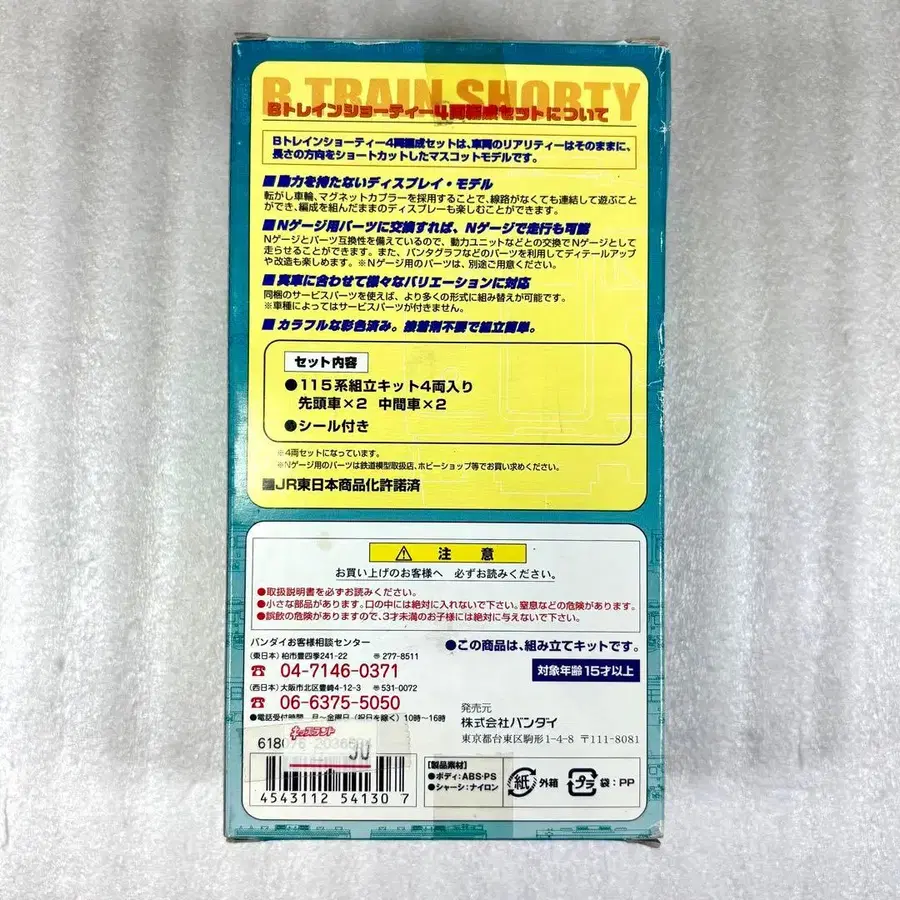 B TRAIN SHORTY
Bトレインショーティー4両編成セットについて
Bトレインショーティー4両編成セットは、車両のリアリティーはそのままに、
長さの方向をショートカットしたマスコットモデルです。
■動力を持たないディスプレイ・モデル
転がし車輪、マグネットカプラーを採用することで、線路がなくても連結して遊ぶこと
ができ、編成を組んだままのディスプレーも楽しむことができます。
■Nゲージ用パーツに交換すれば、Nゲージで走行も可能
Nゲージとパーツ互換性を備えているので、動力ユニットなどとの交換でNゲージとして
走らせることができます。また、パンタグラフなどのパーツを利用してディテールアップ
や改造も楽しめます。※Nゲージ用のパーツは、別途ご用意ください。
■実車に合わせて様々なバリエーションに対応
同梱のサービスパーツを使えば、より多くの形式に組み替えが可能です。
※車種によってはサービスパーツが付きません。
■カラフルな彩色済み。接着剤不要で組立簡単。
セット内容
●115系組立キット4両入り
先頭車×2 中間車×2
●シール付き
※4両セットになっています。
※Nゲージ用のパーツは鉄道模型取扱店、ホビーショップ等でお買い求めください。
■JR東日本商品化許諾済
⚠ 注意
お買い上げのお客様へ 必ずお読みください。
●取扱説明書を必ずお読みください。
●小さな部品があります。口の中には絶対に入れないで下さい。窒息などの危険があります。
●誤飲の危険がありますので、3才未満のお子様には絶対に与えないで下さい。
バンダイお客様相談センター
(東日本)柏市豊四季241-22 〒277-8511
☎ 04-7146-0371
(西日本)大阪市北区豊崎4-12-3 〒531-0072
☎ 06-6375-5050
●電話受付時間 月〜金曜日(祝日を除く)10時〜16時
●この商品は、組み立てキットです。
対象年齢15才以上
発売元
株式会社バンダイ
東京都台東区駒形1-4-8 〒111-8081
キッズランド
618076
JU
4543112 541307
【製品素材】
●ボディ:ABS・PS
●シャーシ:ナイロン
紙 外箱
プラ 袋:PP